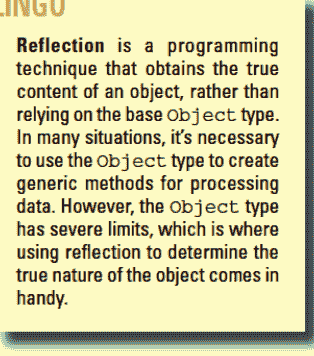 LINGO
Reflection is a programming
technique that obtains the true
content of an object, rather than
relying on the base Object type.
In many situations, it's necessary
to use the Object type to create
generic methods for processing
data. However, the Object type
has severe limits, which is where
using reflection to determine the
true nature of the object comes in
handy.